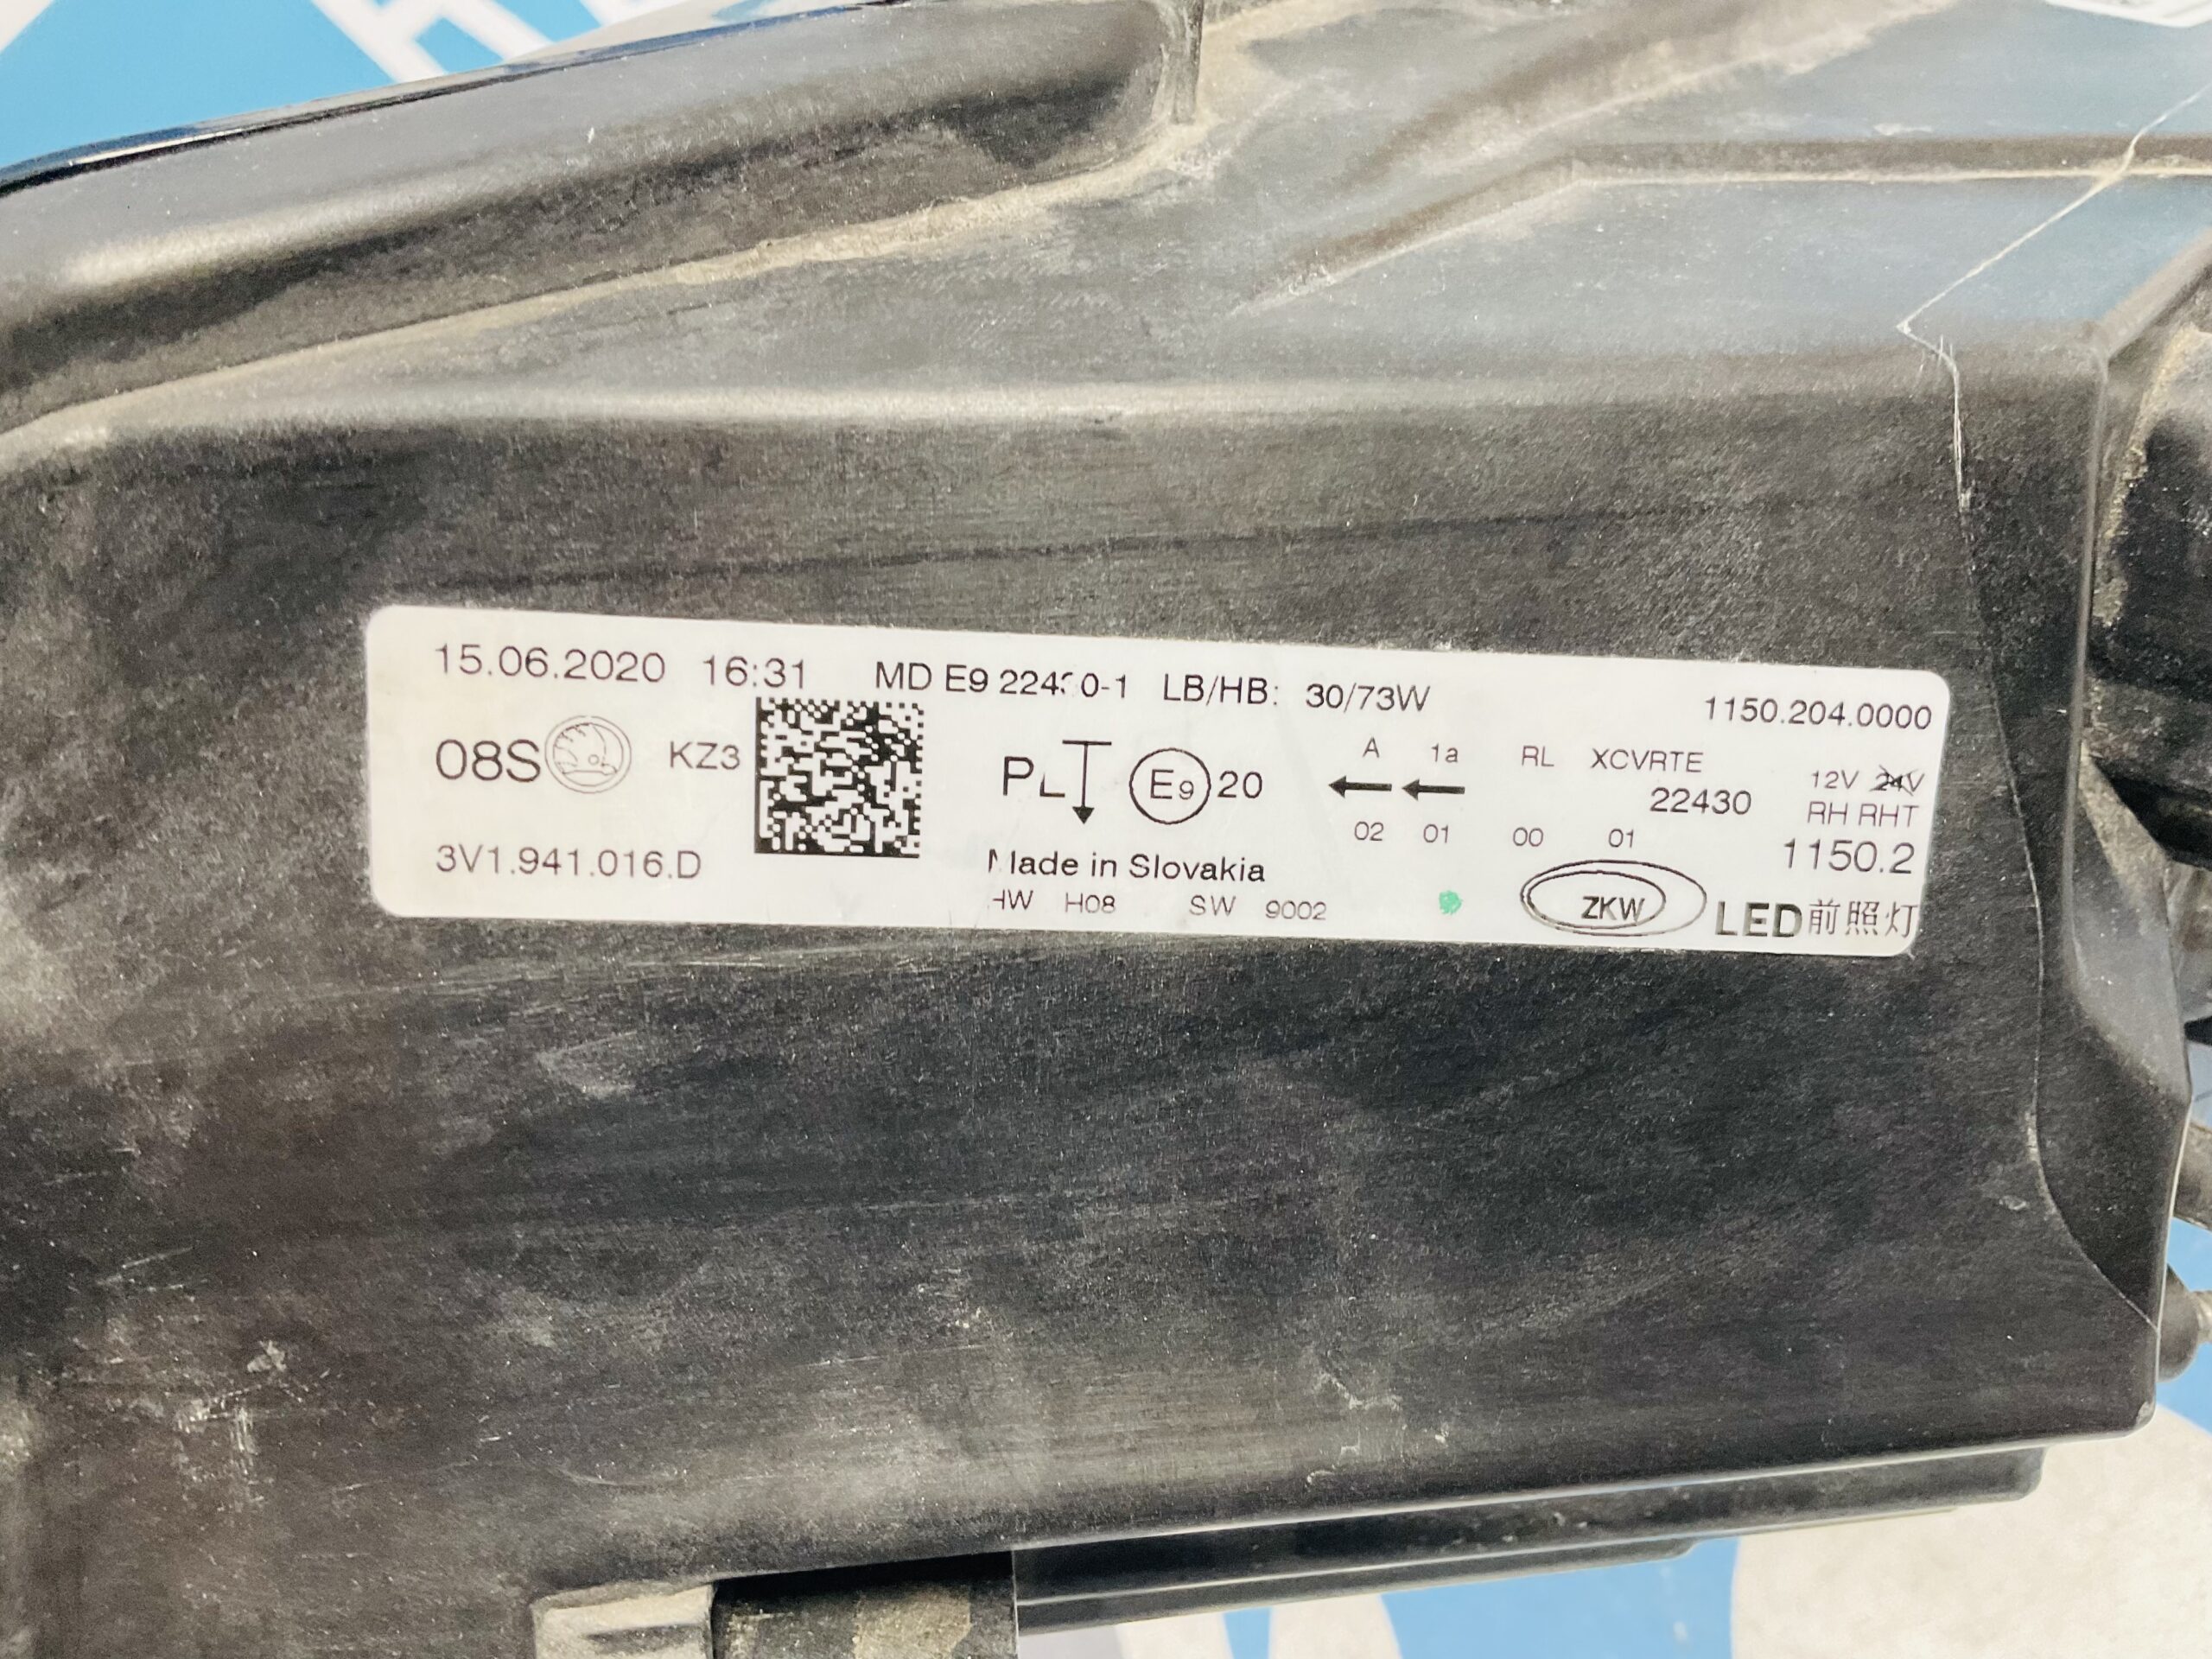 15.06.2020 16:31 MD E9 LB/HB: 30/73W 1150.204.0000
08S KZ3 PL E9 20 A 1a RL XCVRTE 12V 24V
22430 RH RHT
02 01 00 01 1150.2
3V1.941.016.D Made in Slovakia
HW H08 SW 9002 ZKW LED前照灯